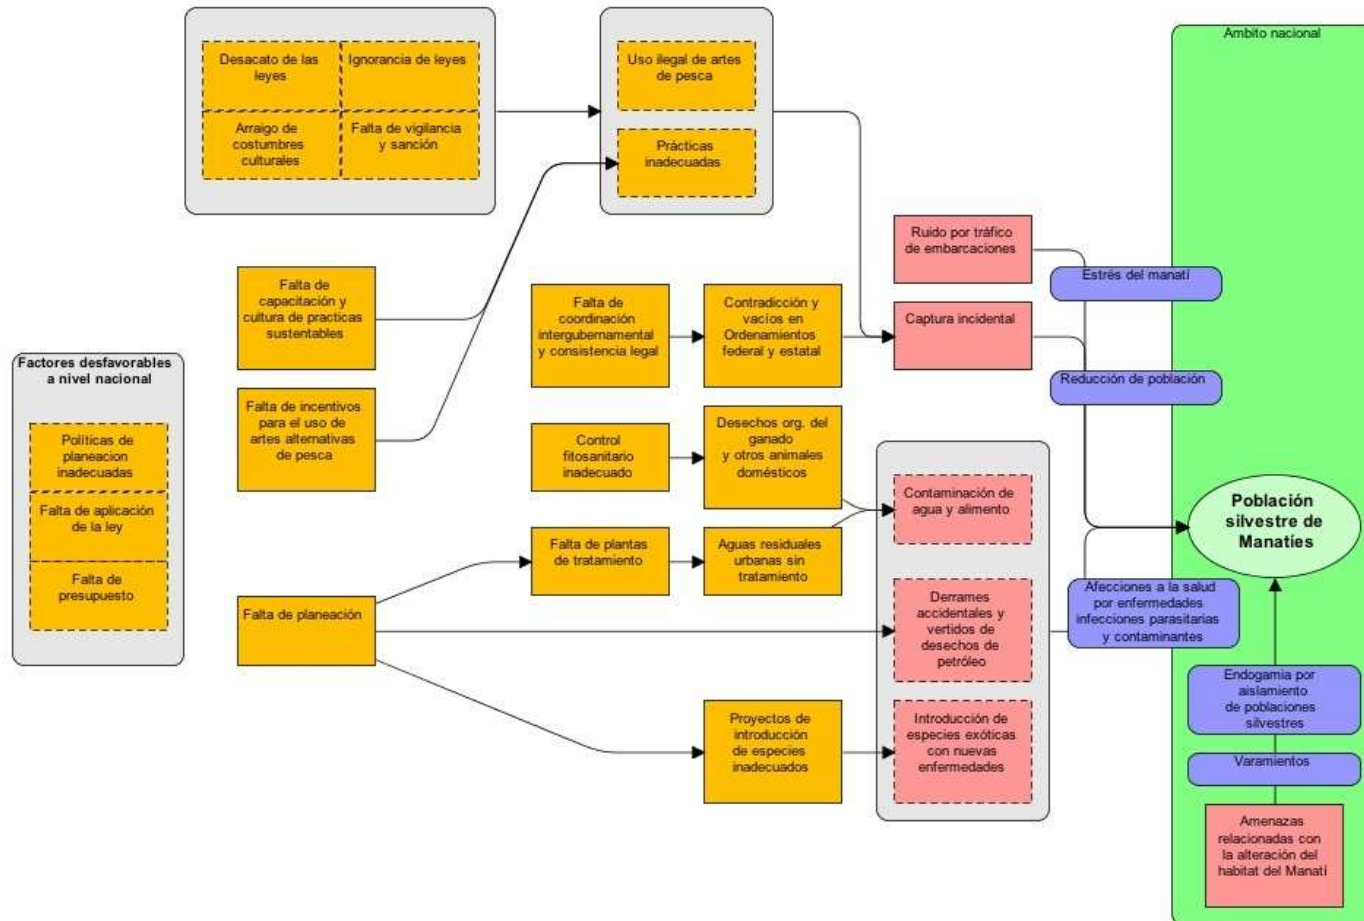 Ambito nacional
Desacato de las
leyes
Ignorancia de leyes
Arraigo de
costumbres
culturales
Falta de vigilancia
y sanción
Uso ilegal de artes
de pesca
Prácticas
inadecuadas
Ruido por tráfico
de embarcaciones
Estrés del manatí
Falta de
capacitación y
cultura de practicas
sustentables
Falta de
coordinación
intergubernamental
y consistencia legal
Contradicción y
vacíos en
Ordenamientos
federal y estatal
Captura incidental
Reducción de población
Factores desfavorables
a nivel nacional
Políticas de
planeacion
inadecuadas
Falta de aplicación
de la ley
Falta de
presupuesto
Falta de incentivos
para el uso de
artes alternativas
de pesca
Control
fitosanitario
inadecuado
Desechos org. del
ganado
y otros animales
domésticos
Contaminación de
agua y alimento
Población
silvestre de
Manatíes
Falta de plantas
de tratamiento
Aguas residuales
urbanas sin
tratamiento
Falta de planeación
Derrames
accidentales y
vertidos de
desechos de
petróleo
Afecciones a la salud
por enfermedades
infecciones parasitarias
y contaminantes
Endogamia por
aislamiento
de poblaciones
silvestres
Proyectos de
introducción
de especies
inadecuados
Introducción de
especies exóticas
con nuevas
enfermedades
Varamientos
Amenazas
relacionadas con
la alteración del
habitat del Manatí